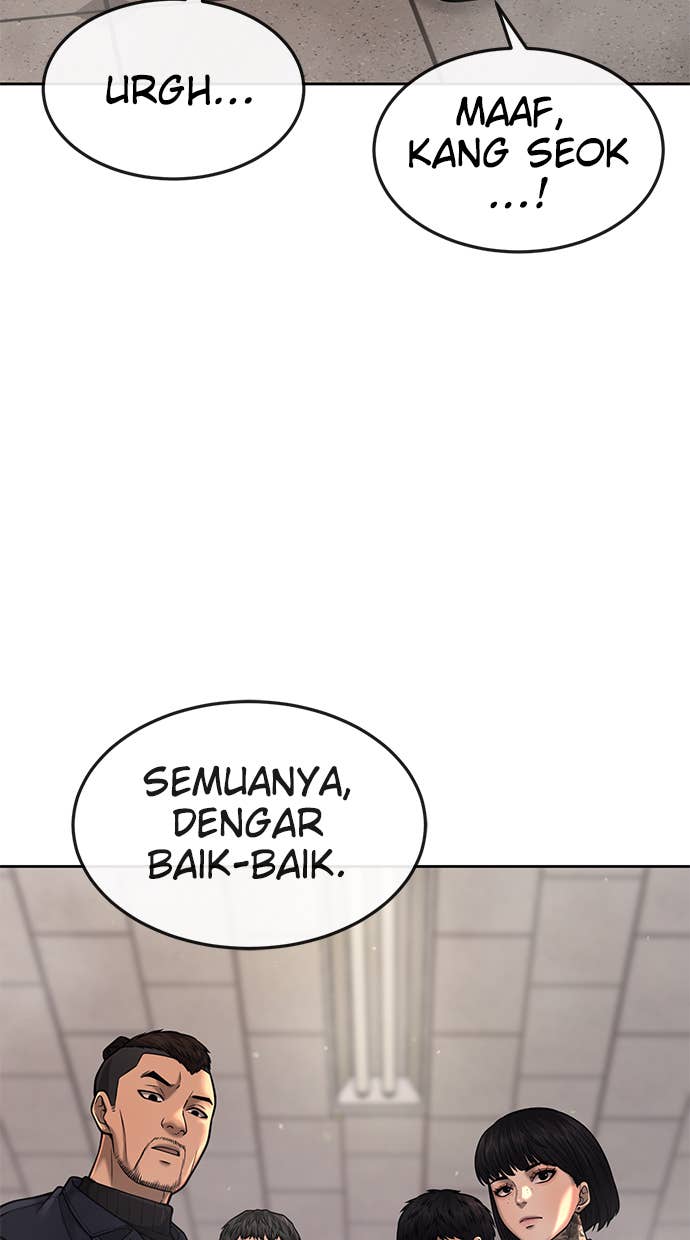 URGH...
MAAF,
KANG SEOK
...!
SEMUANYA,
DENGAR
BAIK-BAIK.